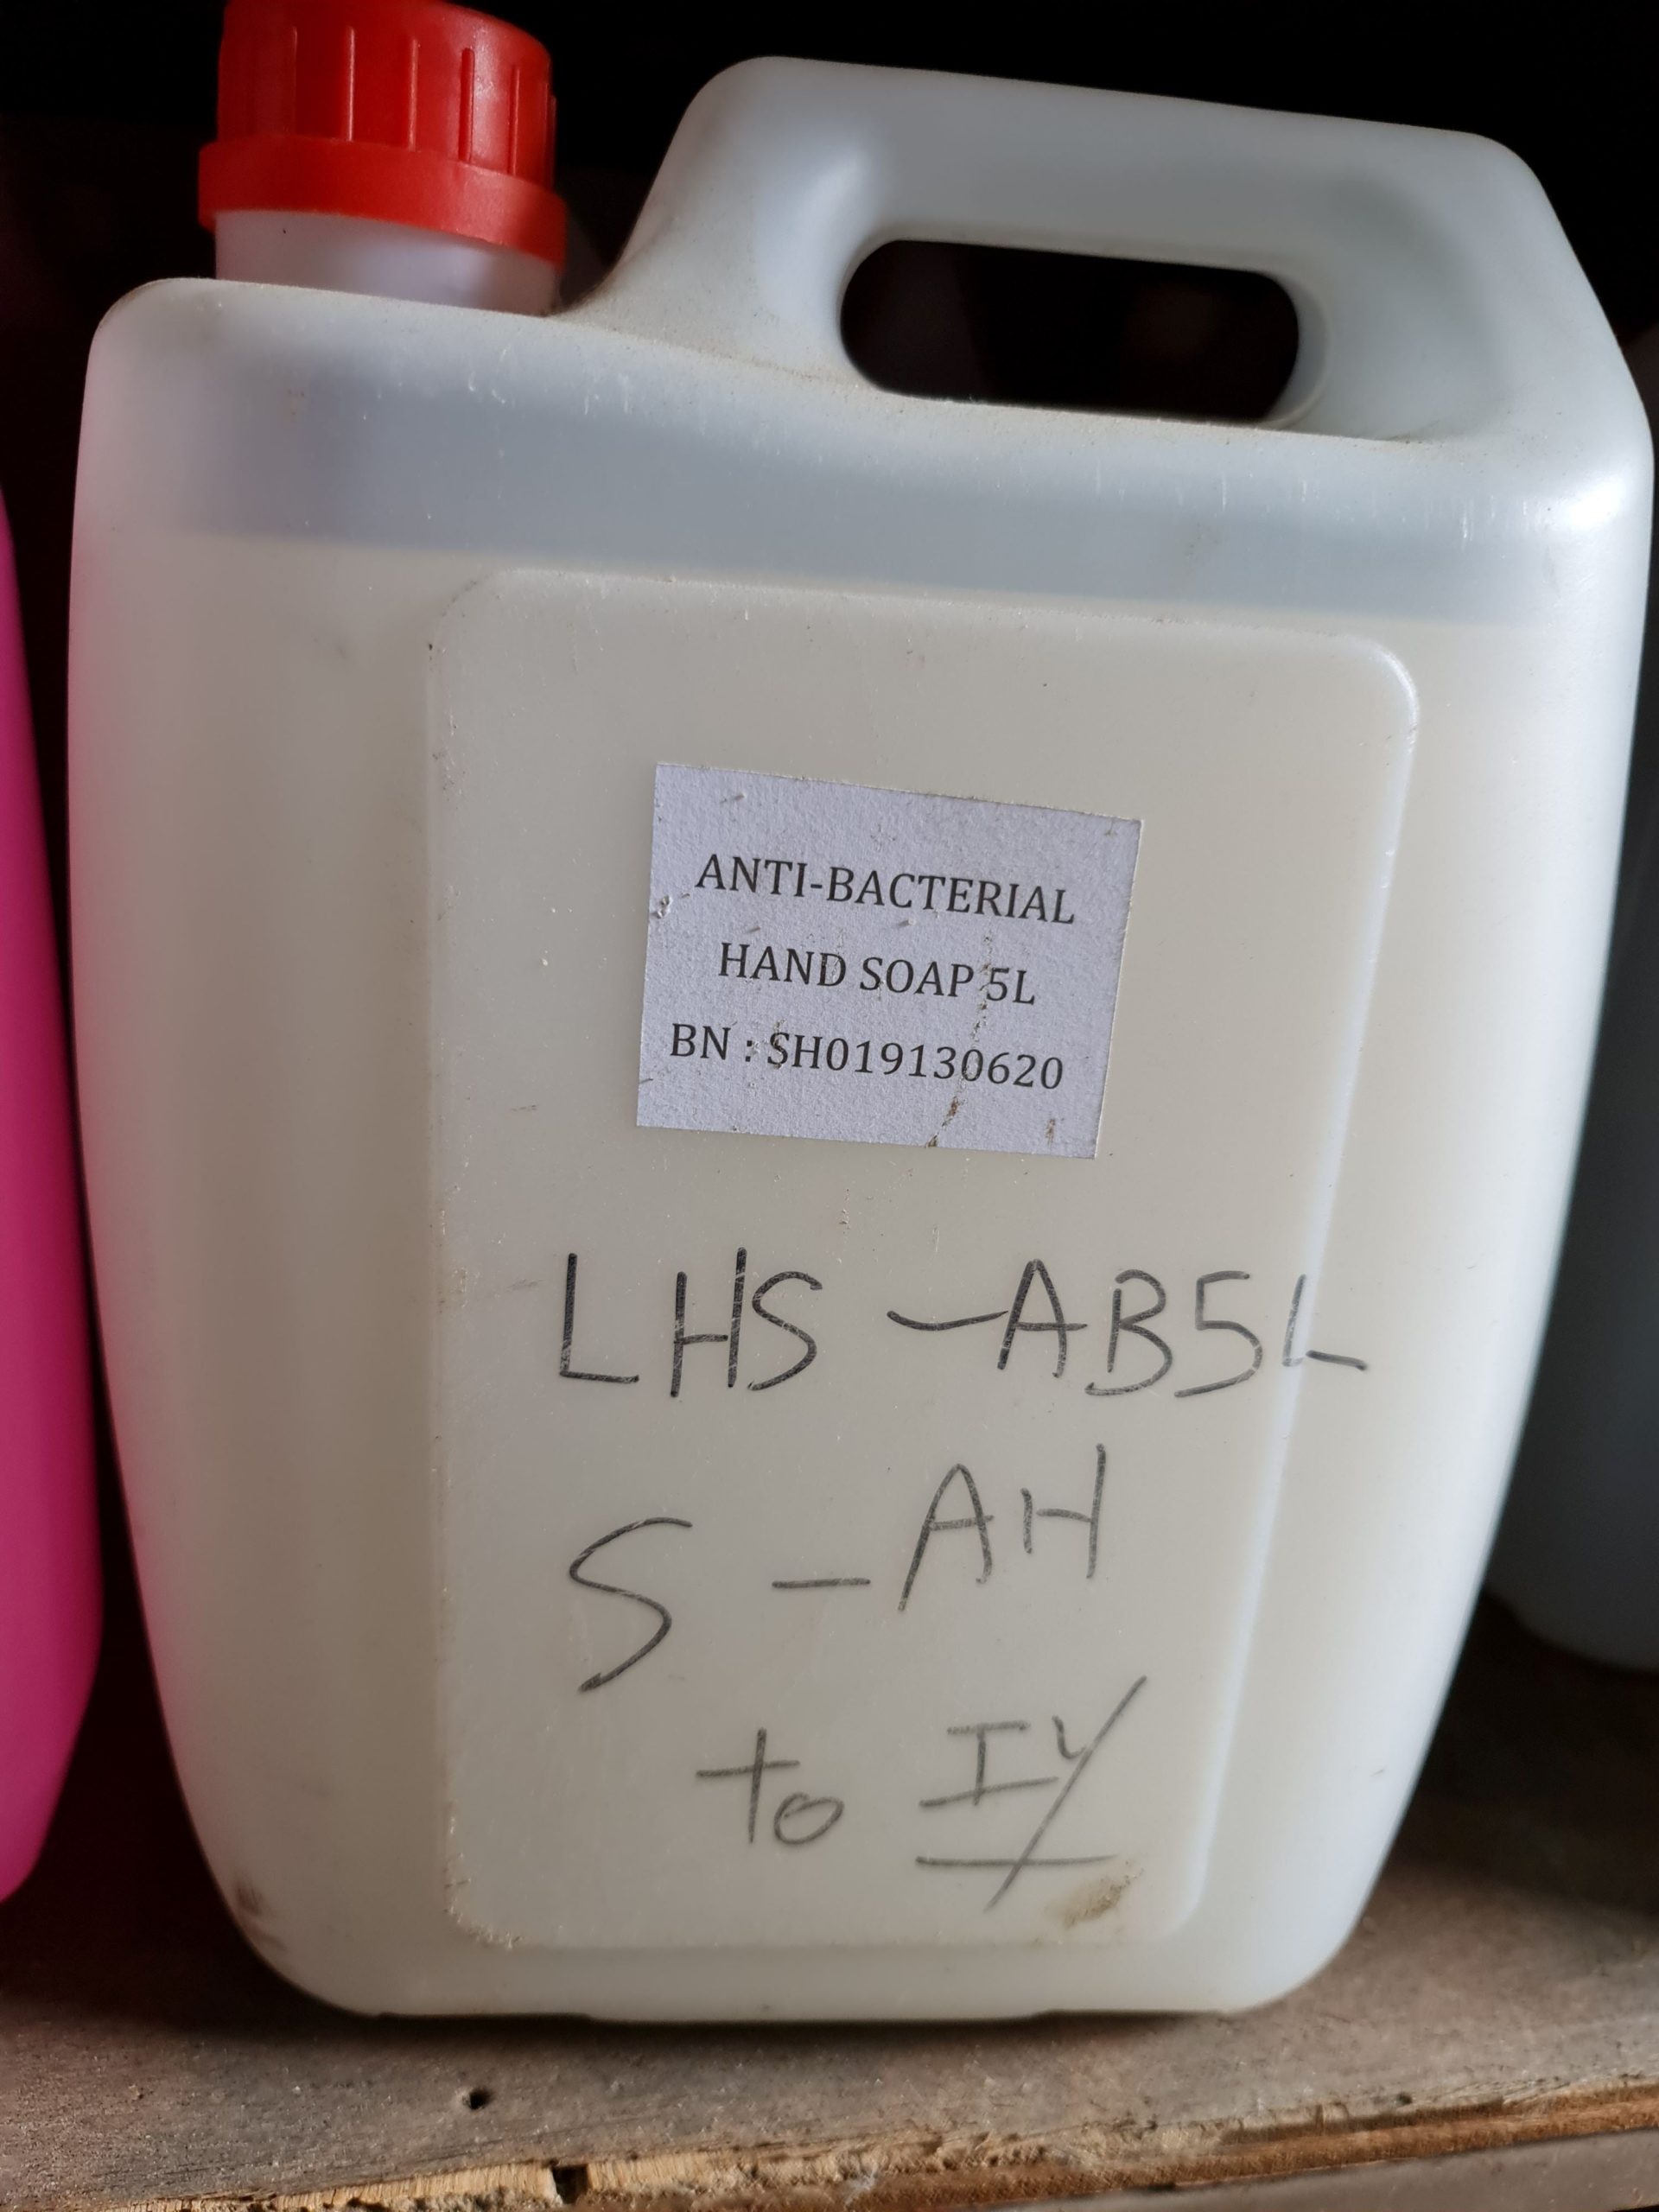 ANTI-BACTERIAL
HAND SOAP 5L
BN : SH019130620
LHS-AB5L
S-AH
to IY